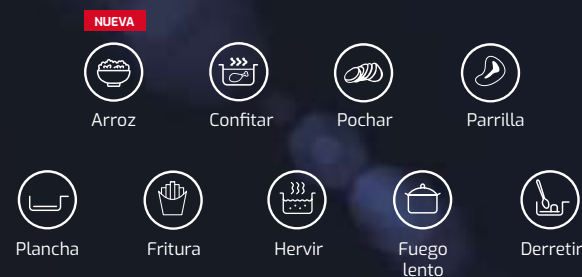 NUEVA
Arroz
Confitar
Pochar
Parrilla
Plancha
Fritura
Hervir
Fuego
lento
Derretir